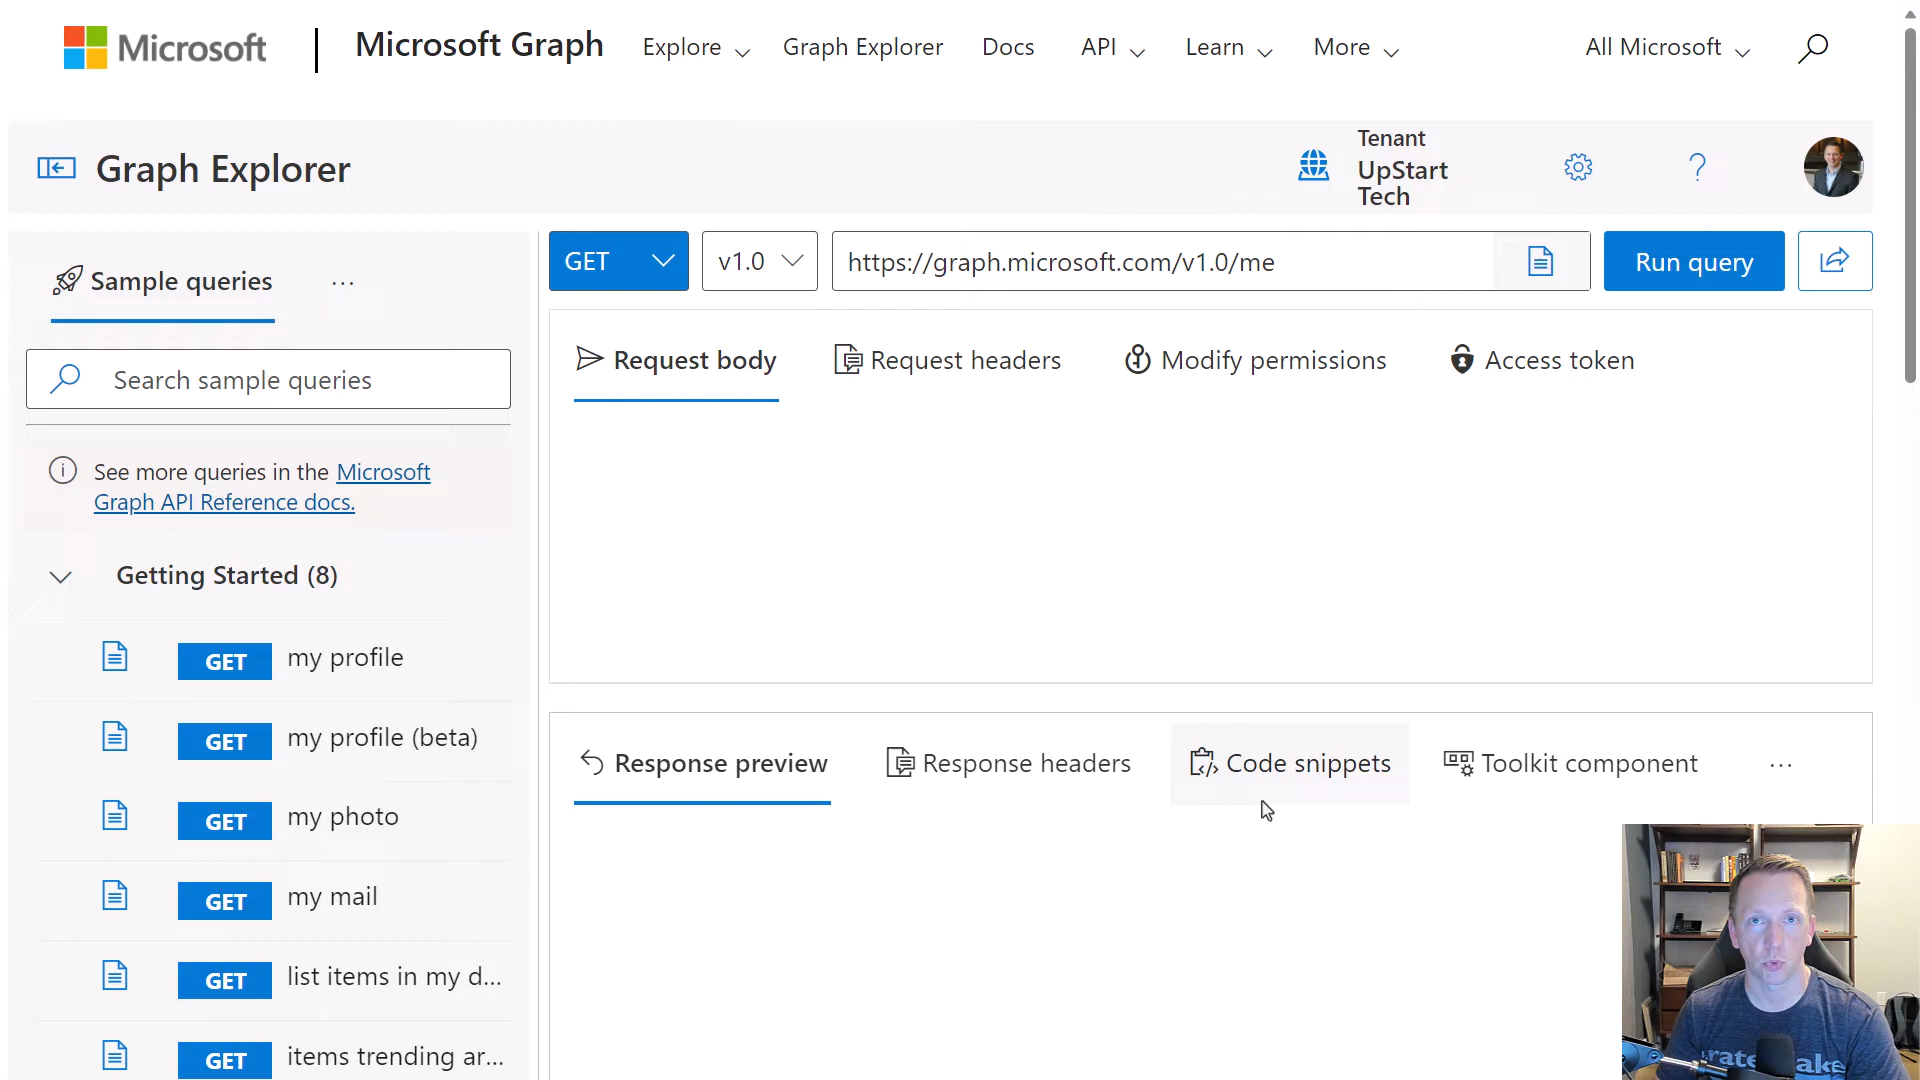 Microsoft
Microsoft Graph
Explore
Graph Explorer
Docs
API
Learn
More
All Microsoft
Graph Explorer
Tenant
UpStart
Tech
Sample queries
...
GET
v1.0
https://graph.microsoft.com/v1.0/me
Run query
Search sample queries
Request body
Request headers
Modify permissions
Access token
See more queries in the Microsoft
Graph API Reference docs.
Getting Started (8)
GET my profile
GET my profile (beta)
GET my photo
GET my mail
GET list items in my d...
GET items trending ar...
Response preview
Response headers
Code snippets
Toolkit component
...